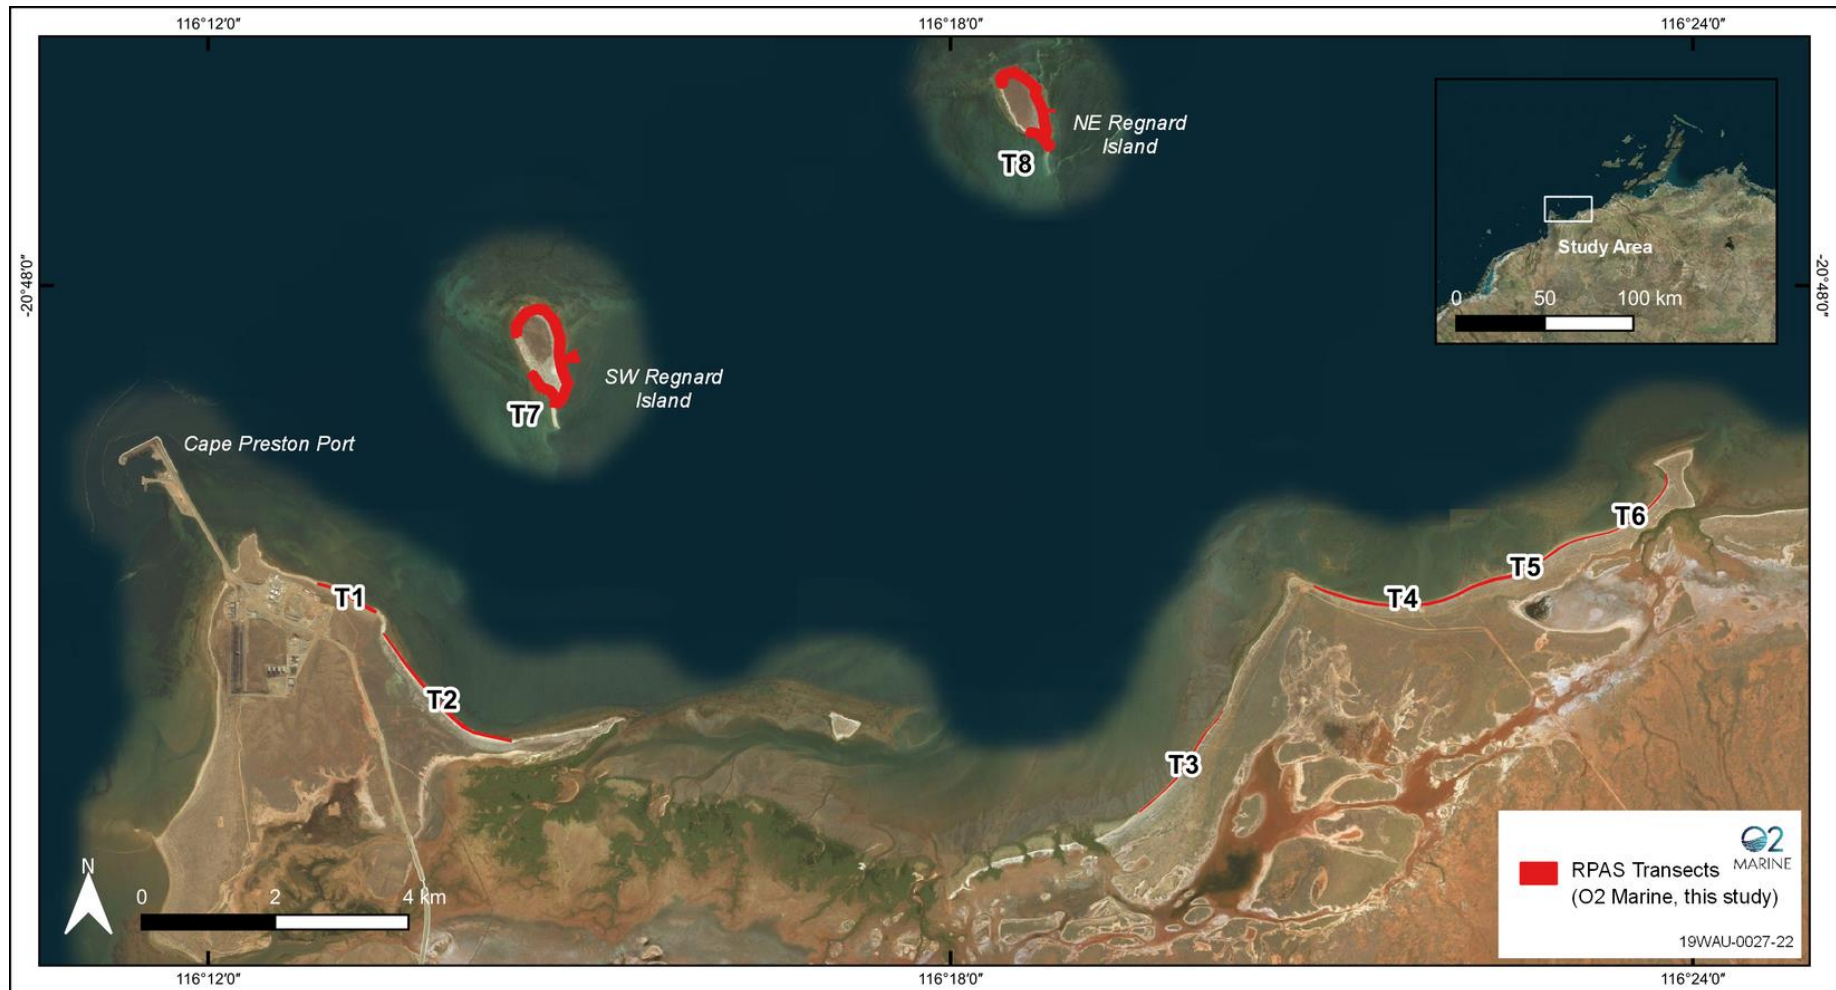 116°12′0″
116°18′0″
116°24′0″
NE Regnard
Island
T8
Study Area
0
50
100 km
-20°48′0″
-20°48′0″
SW Regnard
Island
T7
Cape Preston Port
T6
T5
T1
T4
T2
T3
N
0
2
4 km
O2
MARINE
RPAS Transects
(O2 Marine, this study)
19WAU-0027-22
116°12′0″
116°18′0″
116°24′0″